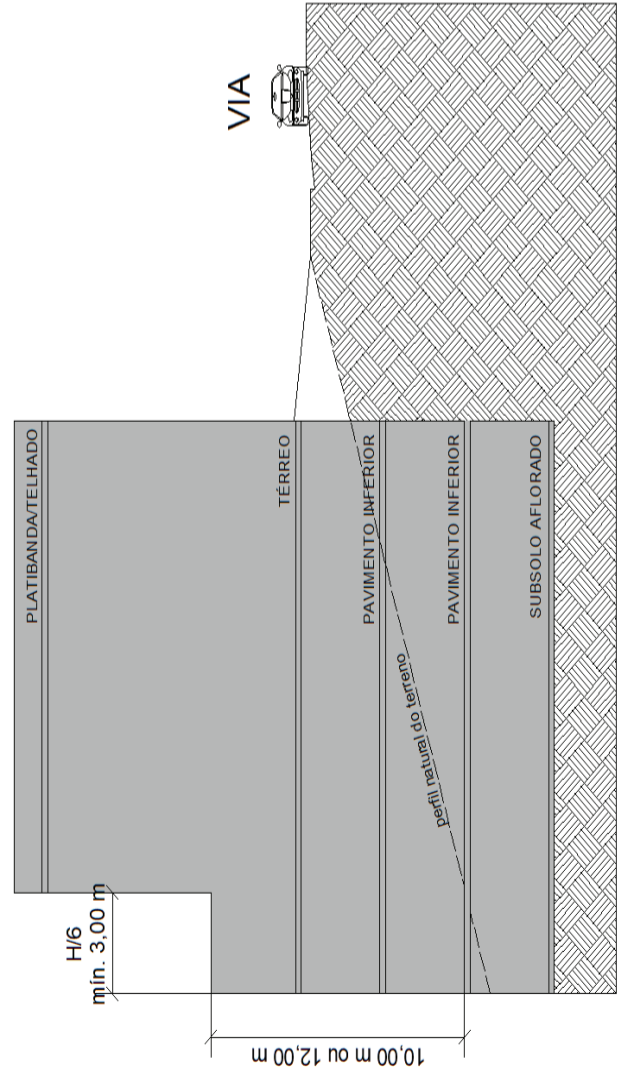 VIA
PLATIBANDA/TELHADO
TÉRREO
PAVIMENTO INFERIOR
PAVIMENTO INFERIOR
SUBSOLO AFLORADO
perfil natural do terreno
H/6
mín. 3,00 m
10,00 m ou 12,00 m